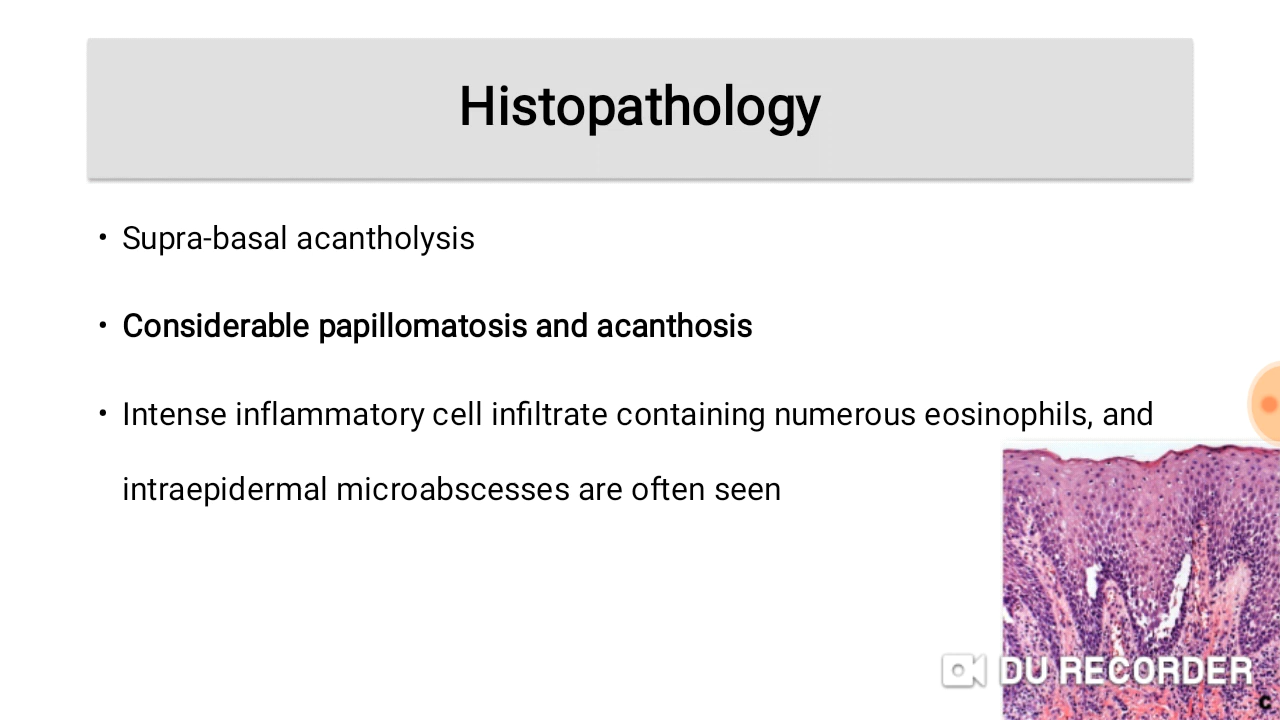 Histopathology
• Supra-basal acantholysis
• Considerable papillomatosis and acanthosis
• Intense inflammatory cell infiltrate containing numerous eosinophils, and
intraepidermal microabscesses are often seen
DU RECORDER
C